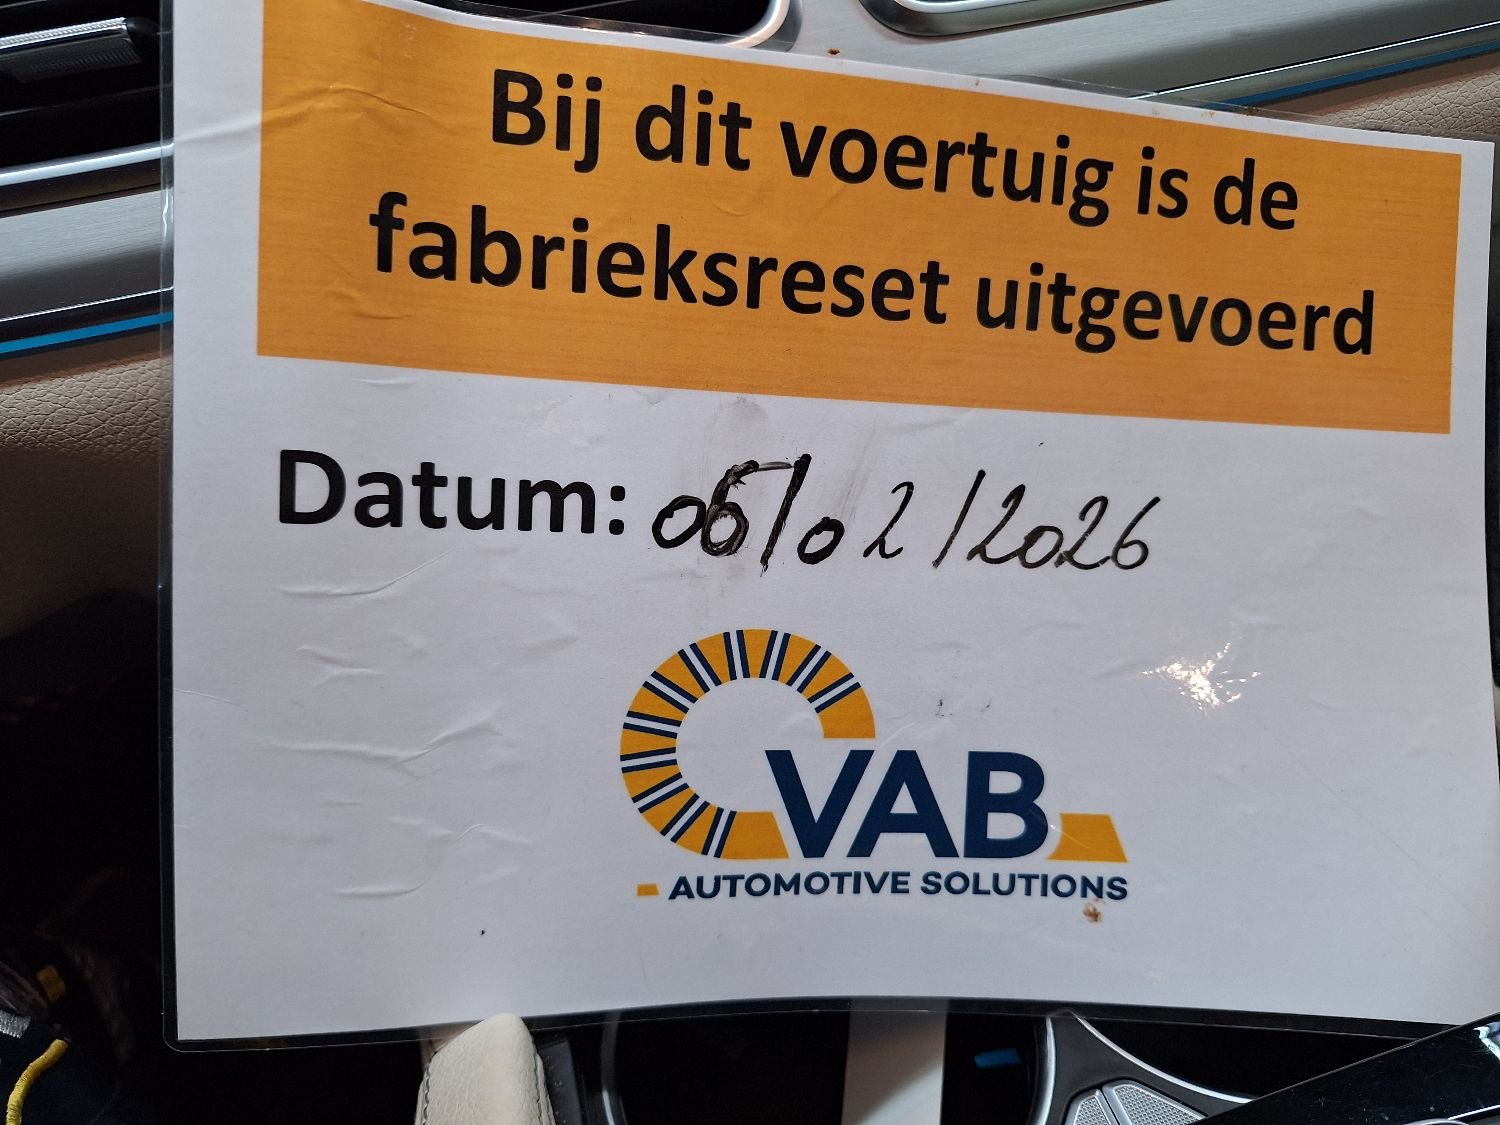 Bij dit voertuig is de
fabrieksreset uitgevoerd
Datum: 06/02/2026
VAB
AUTOMOTIVE SOLUTIONS